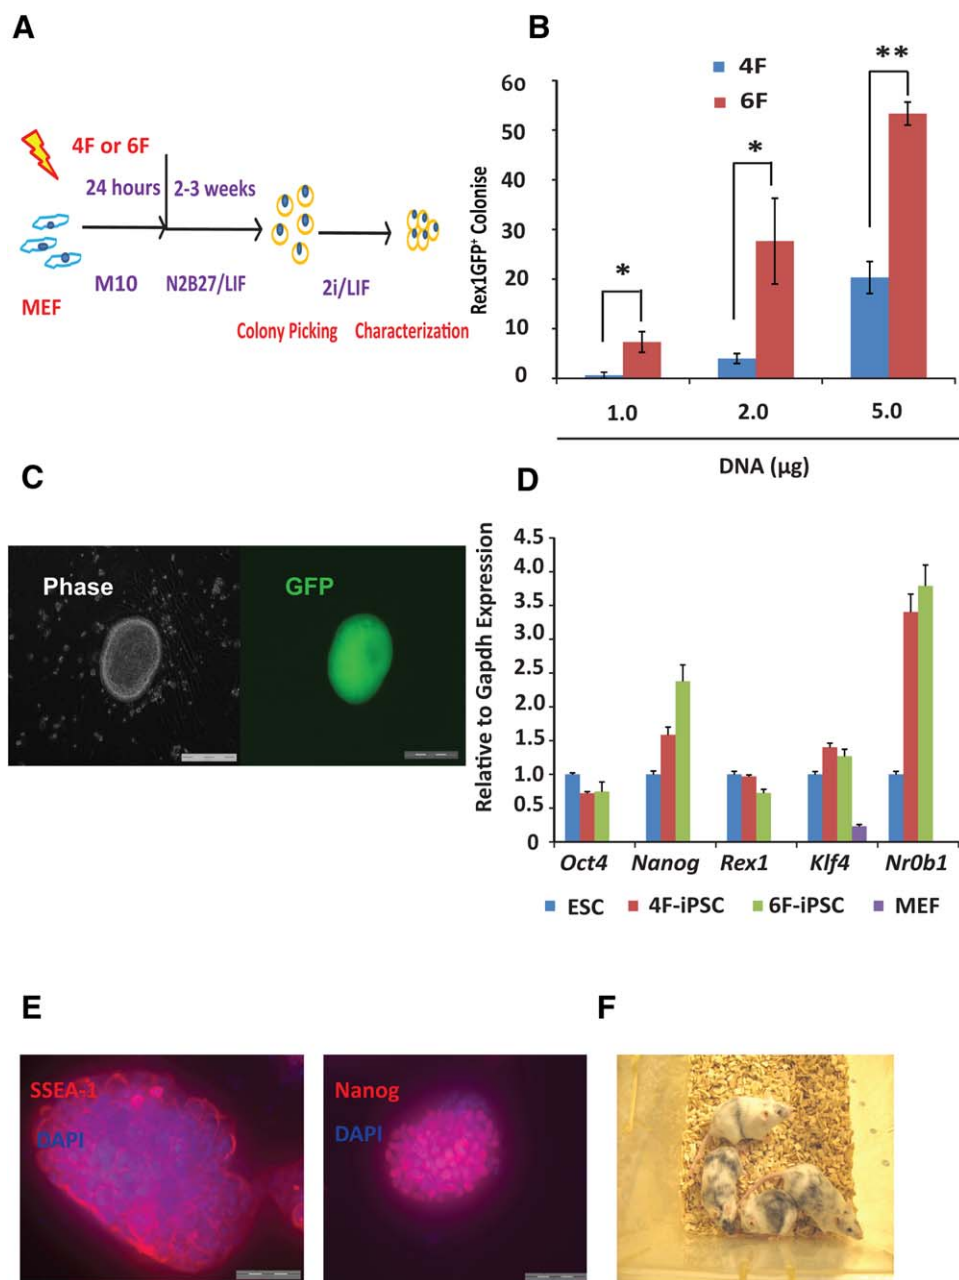 A
4F or 6F
24 hours
2-3 weeks
M10
N2B27/LIF
2i/LIF
MEF
Colony Picking
Characterization
B
4F
6F
**
*
*
Rex1GFP+ Colonise
60
50
40
30
20
10
0
1.0 2.0 5.0
DNA (µg)
C
Phase
GFP
D
Relative to Gapdh Expression
4.5
4.0
3.5
3.0
2.5
2.0
1.5
1.0
0.5
0
Oct4 Nanog Rex1 Klf4 Nr0b1
ESC 4F-iPSC 6F-iPSC MEF
E
SSEA-1
DAPI
Nanog
DAPI
F